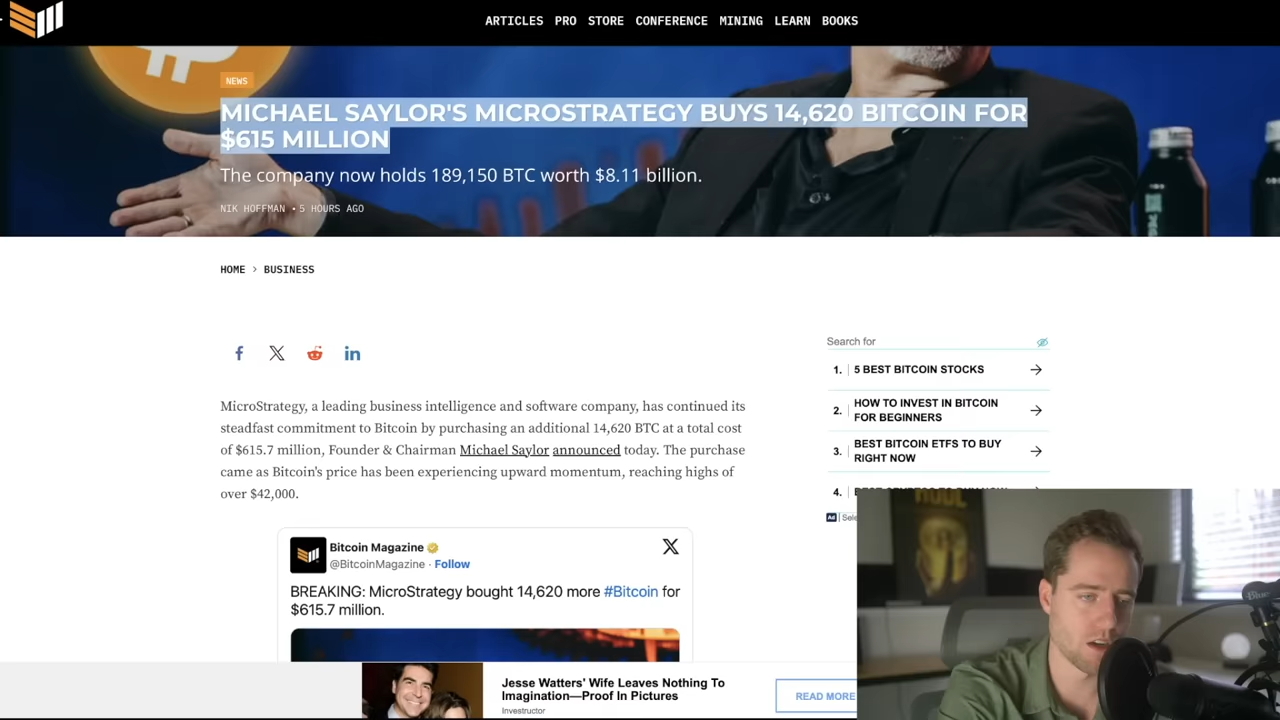 ARTICLES PRO STORE CONFERENCE MINING LEARN BOOKS
NEWS
MICHAEL SAYLOR'S MICROSTRATEGY BUYS 14,620 BITCOIN FOR
$615 MILLION
The company now holds 189,150 BTC worth $8.11 billion.
NIK HOFFMAN • 5 HOURS AGO
HOME > BUSINESS
MicroStrategy, a leading business intelligence and software company, has continued its
steadfast commitment to Bitcoin by purchasing an additional 14,620 BTC at a total cost
of $615.7 million, Founder & Chairman Michael Saylor announced today. The purchase
came as Bitcoin's price has been experiencing upward momentum, reaching highs of
over $42,000.
Bitcoin Magazine
@BitcoinMagazine · Follow
BREAKING: MicroStrategy bought 14,620 more #Bitcoin for
$615.7 million.
Search for
1. 5 BEST BITCOIN STOCKS
2. HOW TO INVEST IN BITCOIN
FOR BEGINNERS
3. BEST BITCOIN ETFS TO BUY
RIGHT NOW
4.
Ad
Jesse Watters' Wife Leaves Nothing To
Imagination—Proof In Pictures
Investructor
READ MORE
Blue